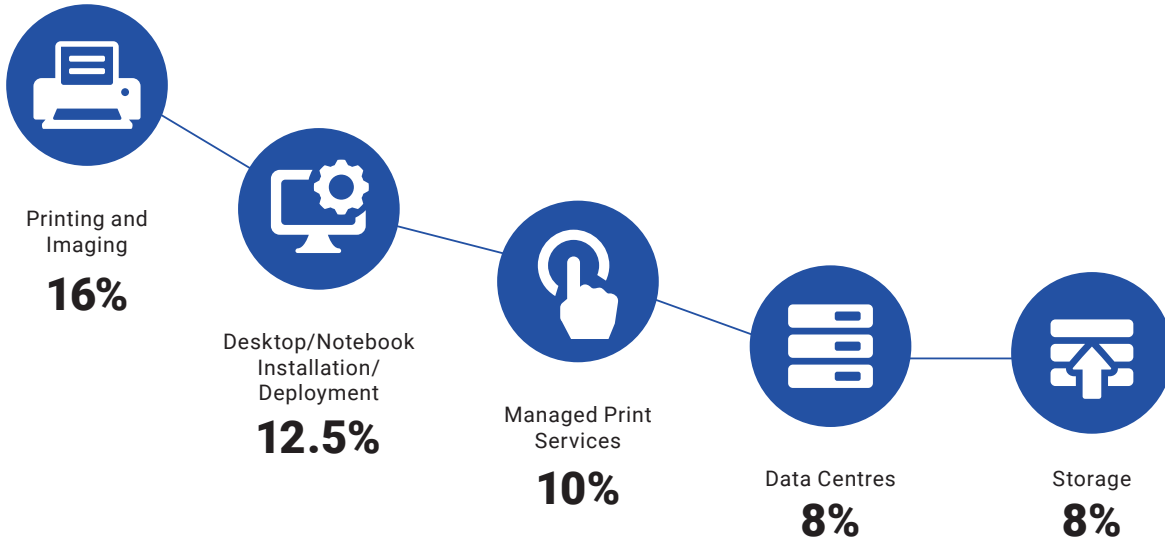 Printing and
Imaging
16%
Desktop/Notebook
Installation/
Deployment
12.5%
Managed Print
Services
10%
Data Centres
8%
Storage
8%